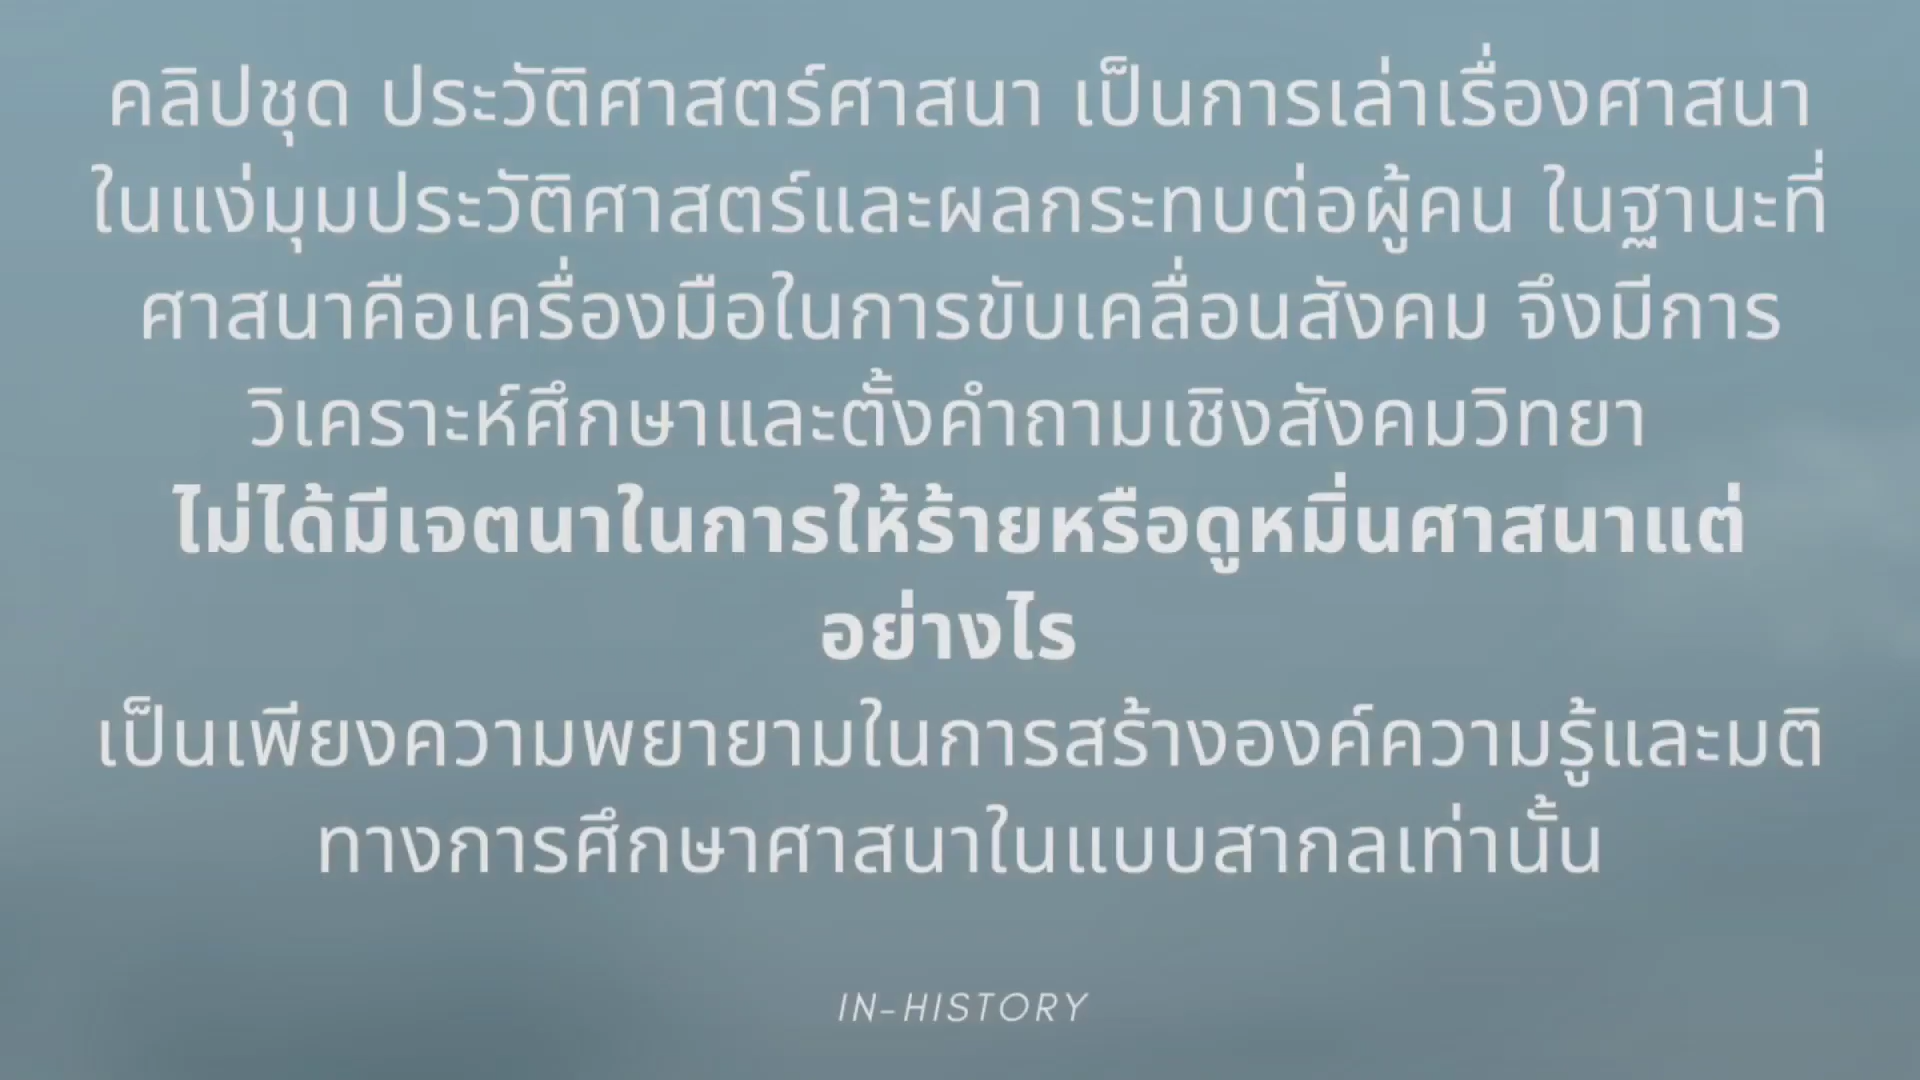 คลิปชุด ประวัติศาสตร์ศาสนา เป็นการเล่าเรื่องศาสนา
ในแง่มุมประวัติศาสตร์และผลกระทบต่อผู้คน ในฐานะที่
ศาสนาคือเครื่องมือในการขับเคลื่อนสังคม จึงมีการ
วิเคราะห์ศึกษาและตั้งคำถามเชิงสังคมวิทยา
ไม่ได้มีเจตนาในการให้ร้ายหรือดูหมิ่นศาสนาแต่
อย่างไร
เป็นเพียงความพยายามในการสร้างองค์ความรู้และมติ
ทางการศึกษาศาสนาในแบบสากลเท่านั้น
IN-HISTORY